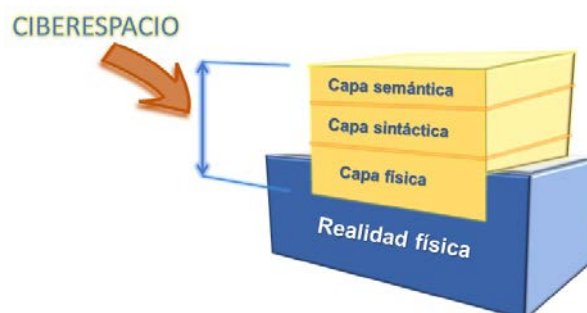 CIBERESPACIO
Capa semántica
Capa sintáctica
Capa física
Realidad física